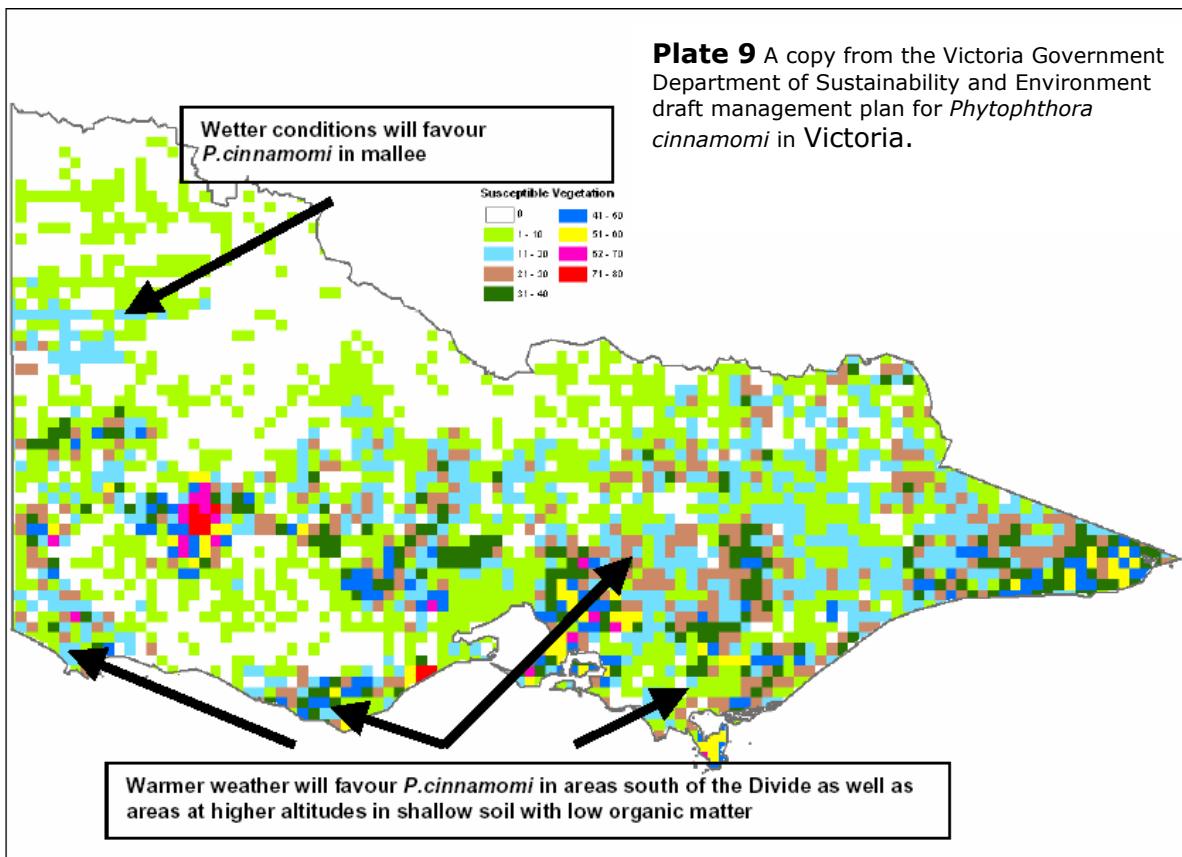 Plate 9 A copy from the Victoria Government
Department of Sustainability and Environment
draft management plan for Phytophthora
cinnamomi in Victoria.
Wetter conditions will favour
P.cinnamomi in mallee
Susceptible Vegetation
0
1 - 10
11 - 30
21 - 30
31 - 40
41 - 60
51 - 60
62 - 70
71 - 80
Warmer weather will favour P.cinnamomi in areas south of the Divide as well as
areas at higher altitudes in shallow soil with low organic matter